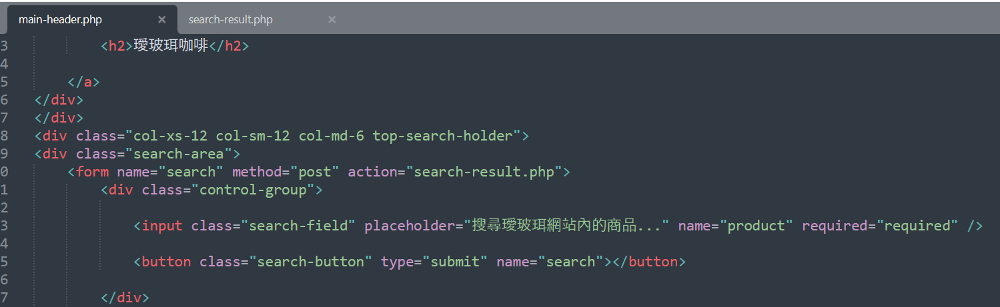 main-header.php × search-result.php ×
3 <h2>璦玻珥咖啡</h2>
4
5 </a>
6 </div>
7 </div>
8 <div class="col-xs-12 col-sm-12 col-md-6 top-search-holder">
9 <div class="search-area">
0 <form name="search" method="post" action="search-result.php">
1 <div class="control-group">
2
3 <input class="search-field" placeholder="搜尋璦玻珥網站內的商品..." name="product" required="required" />
4
5 <button class="search-button" type="submit" name="search"></button>
6
7 </div>